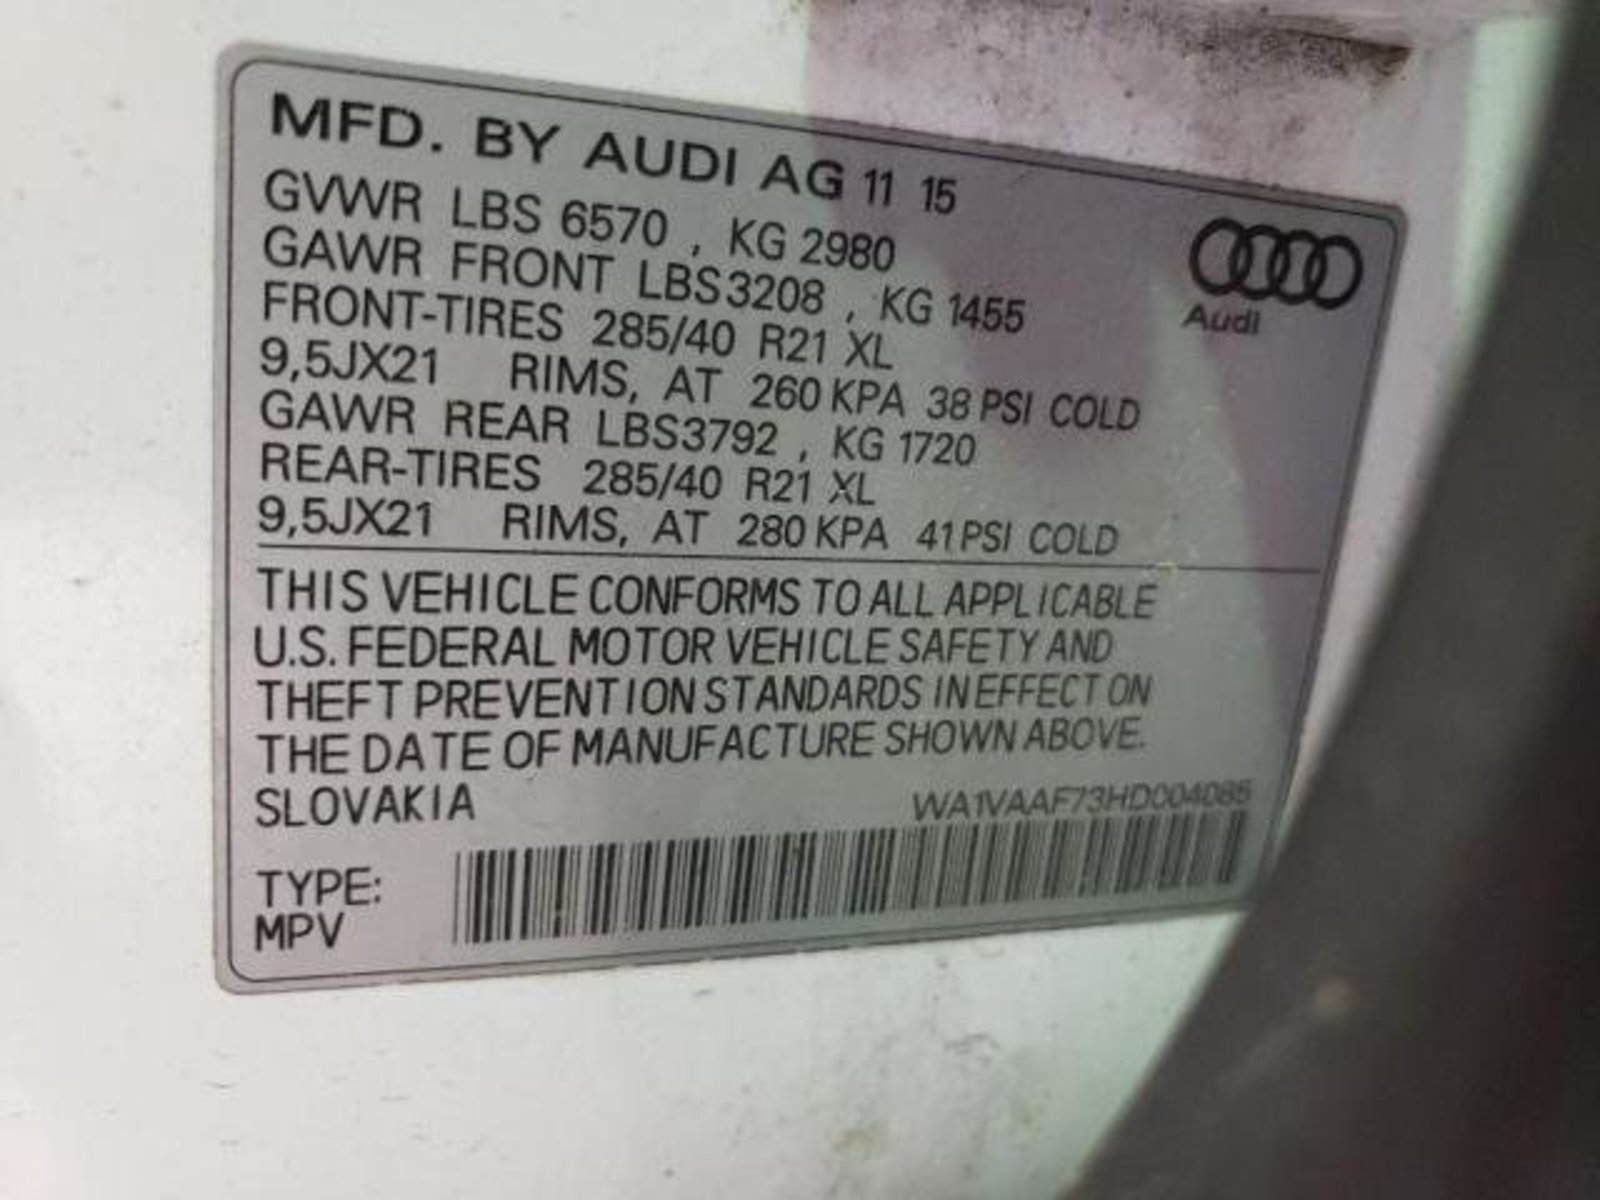 MFD. BY AUDI AG 11 15
GVWR LBS 6570 , KG 2980
GAWR FRONT LBS3208 , KG 1455
FRONT-TIRES 285/40 R21 XL
9,5JX21 RIMS, AT 260 KPA 38 PSI COLD
GAWR REAR LBS3792 , KG 1720
REAR-TIRES 285/40 R21 XL
9,5JX21 RIMS, AT 280 KPA 41 PSI COLD
Audi
THIS VEHICLE CONFORMS TO ALL APPLICABLE
U.S. FEDERAL MOTOR VEHICLE SAFETY AND
THEFT PREVENTION STANDARDS IN EFFECT ON
THE DATE OF MANUFACTURE SHOWN ABOVE.
SLOVAKIA WA1VAAF73HD004085
TYPE:
MPV